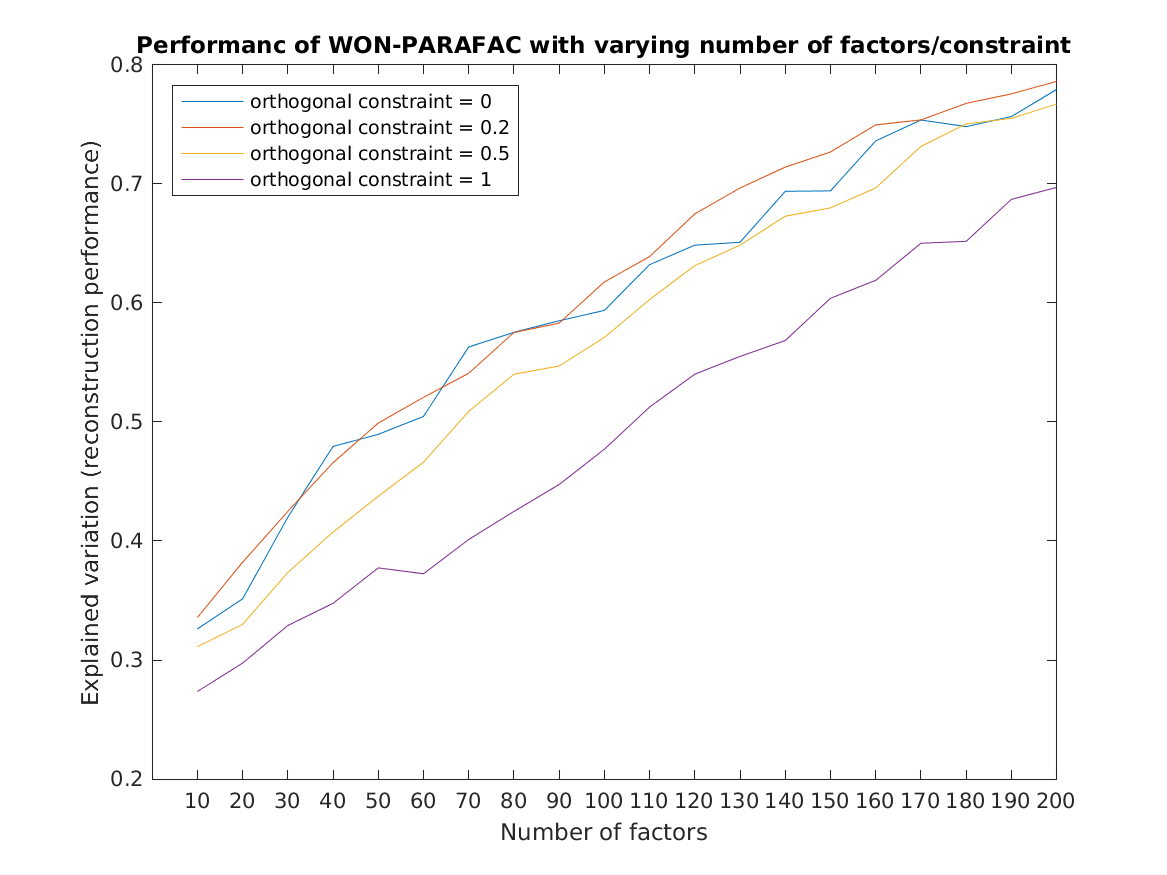 Performanc of WON-PARAFAC with varying number of factors/constraint
0.8
0.7
0.6
0.5
0.4
0.3
0.2
Explained variation (reconstruction performance)
orthogonal constraint = 0
orthogonal constraint = 0.2
orthogonal constraint = 0.5
orthogonal constraint = 1
10 20 30 40 50 60 70 80 90 100 110 120 130 140 150 160 170 180 190 200
Number of factors